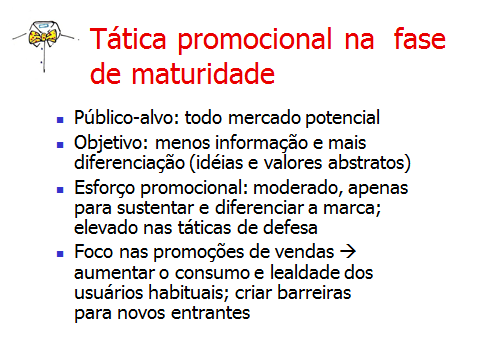 Tática promocional na fase
de maturidade
Público-alvo: todo mercado potencial
Objetivo: menos informação e mais
diferenciação (idéias e valores abstratos)
Esforço promocional: moderado, apenas
para sustentar e diferenciar a marca;
elevado nas táticas de defesa
Foco nas promoções de vendas →
aumentar o consumo e lealdade dos
usuários habituais; criar barreiras
para novos entrantes